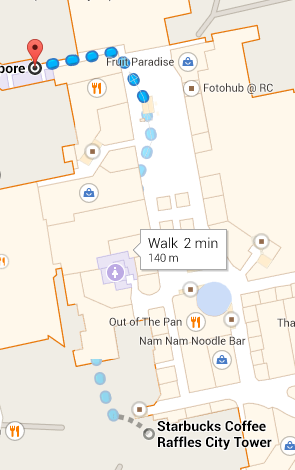 Fruit Paradise
pore
Fotohub @ RC
Walk 2 min
140 m
Out of The Pan
Nam Nam Noodle Bar
Starbucks Coffee
Raffles City Tower